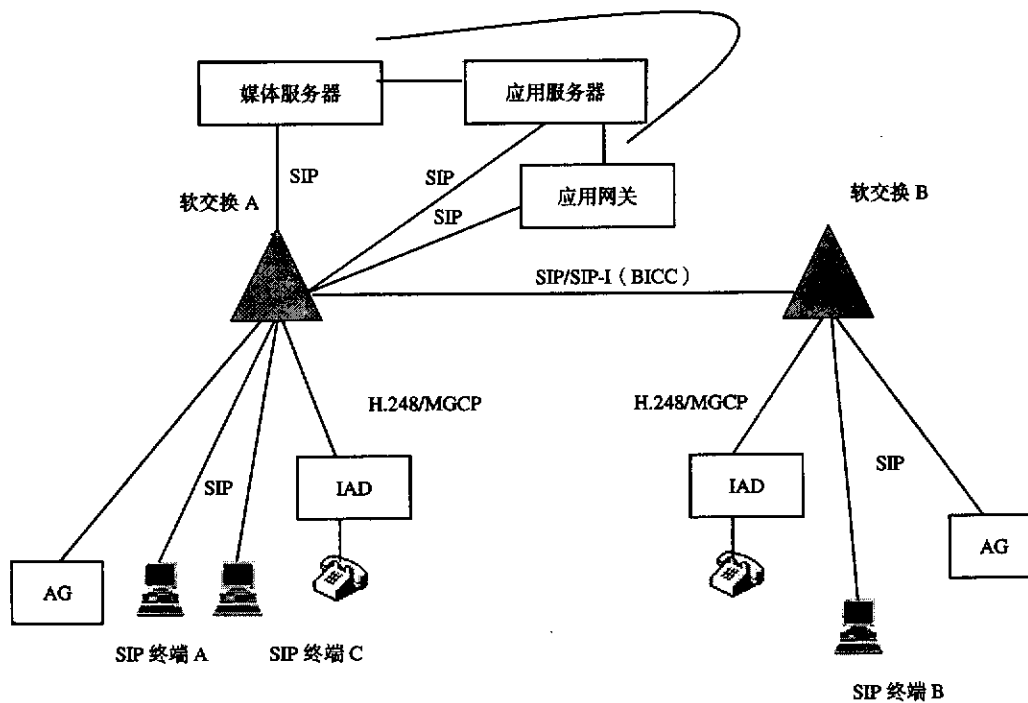 媒体服务器
应用服务器
SIP
SIP
应用网关
软交换 A
SIP
软交换 B
SIP/SIP-I（BICC）
H.248/MGCP
H.248/MGCP
SIP
IAD
IAD
SIP
AG
AG
SIP 终端 A
SIP 终端 C
SIP 终端 B